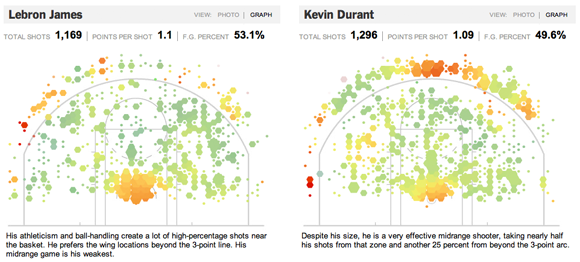 Lebron James
VIEW: PHOTO | GRAPH
TOTAL SHOTS 1,169 | POINTS PER SHOT 1.1 | F.G. PERCENT 53.1%
His athleticism and ball-handling create a lot of high-percentage shots near
the basket. He prefers the wing locations beyond the 3-point line. His
midrange game is his weakest.
Kevin Durant
VIEW: PHOTO | GRAPH
TOTAL SHOTS 1,296 | POINTS PER SHOT 1.09 | F.G. PERCENT 49.6%
Despite his size, he is a very effective midrange shooter, taking nearly half
his shots from that zone and another 25 percent from beyond the 3-point arc.